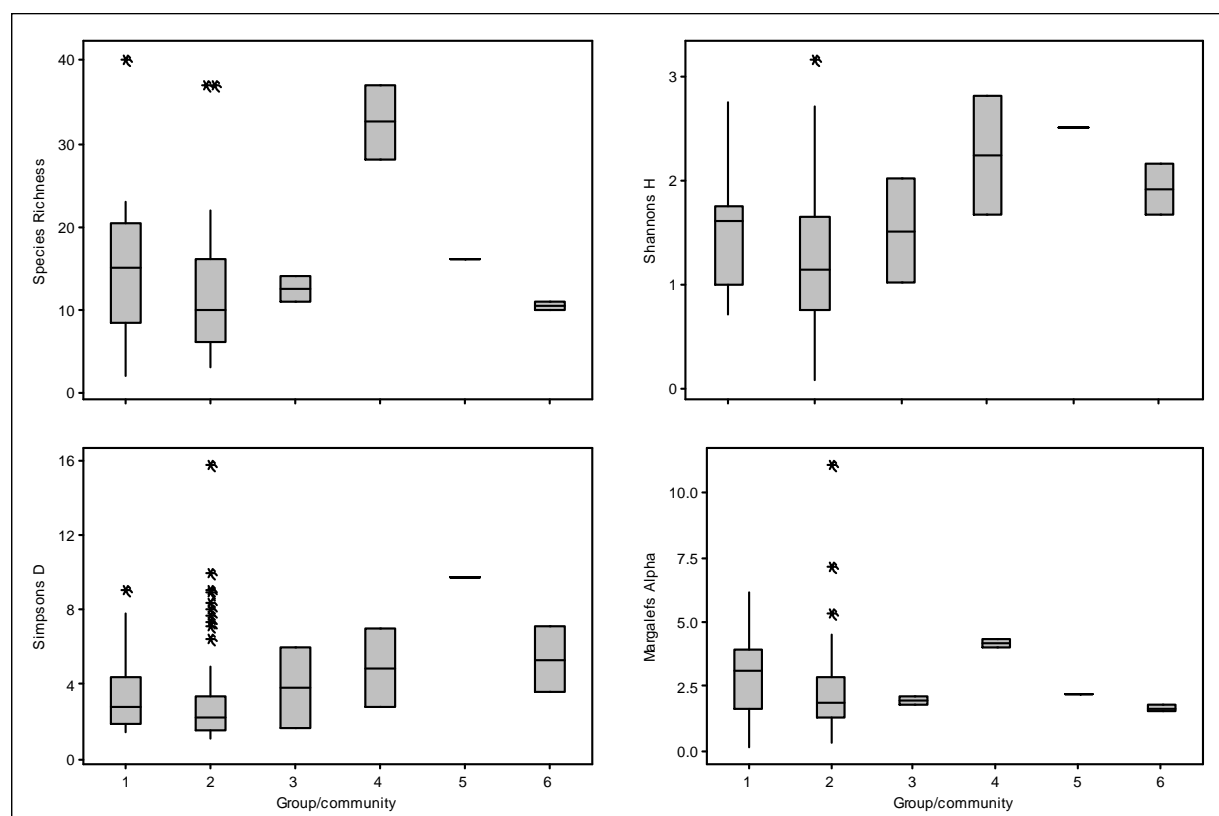 40
30
20
10
0
Species Richness
3
2
1
0
Shannons H
16
12
8
4
0
Simpsons D
1 2 3 4 5 6
Group/community
10.0
7.5
5.0
2.5
0.0
Margalefs Alpha
1 2 3 4 5 6
Group/community